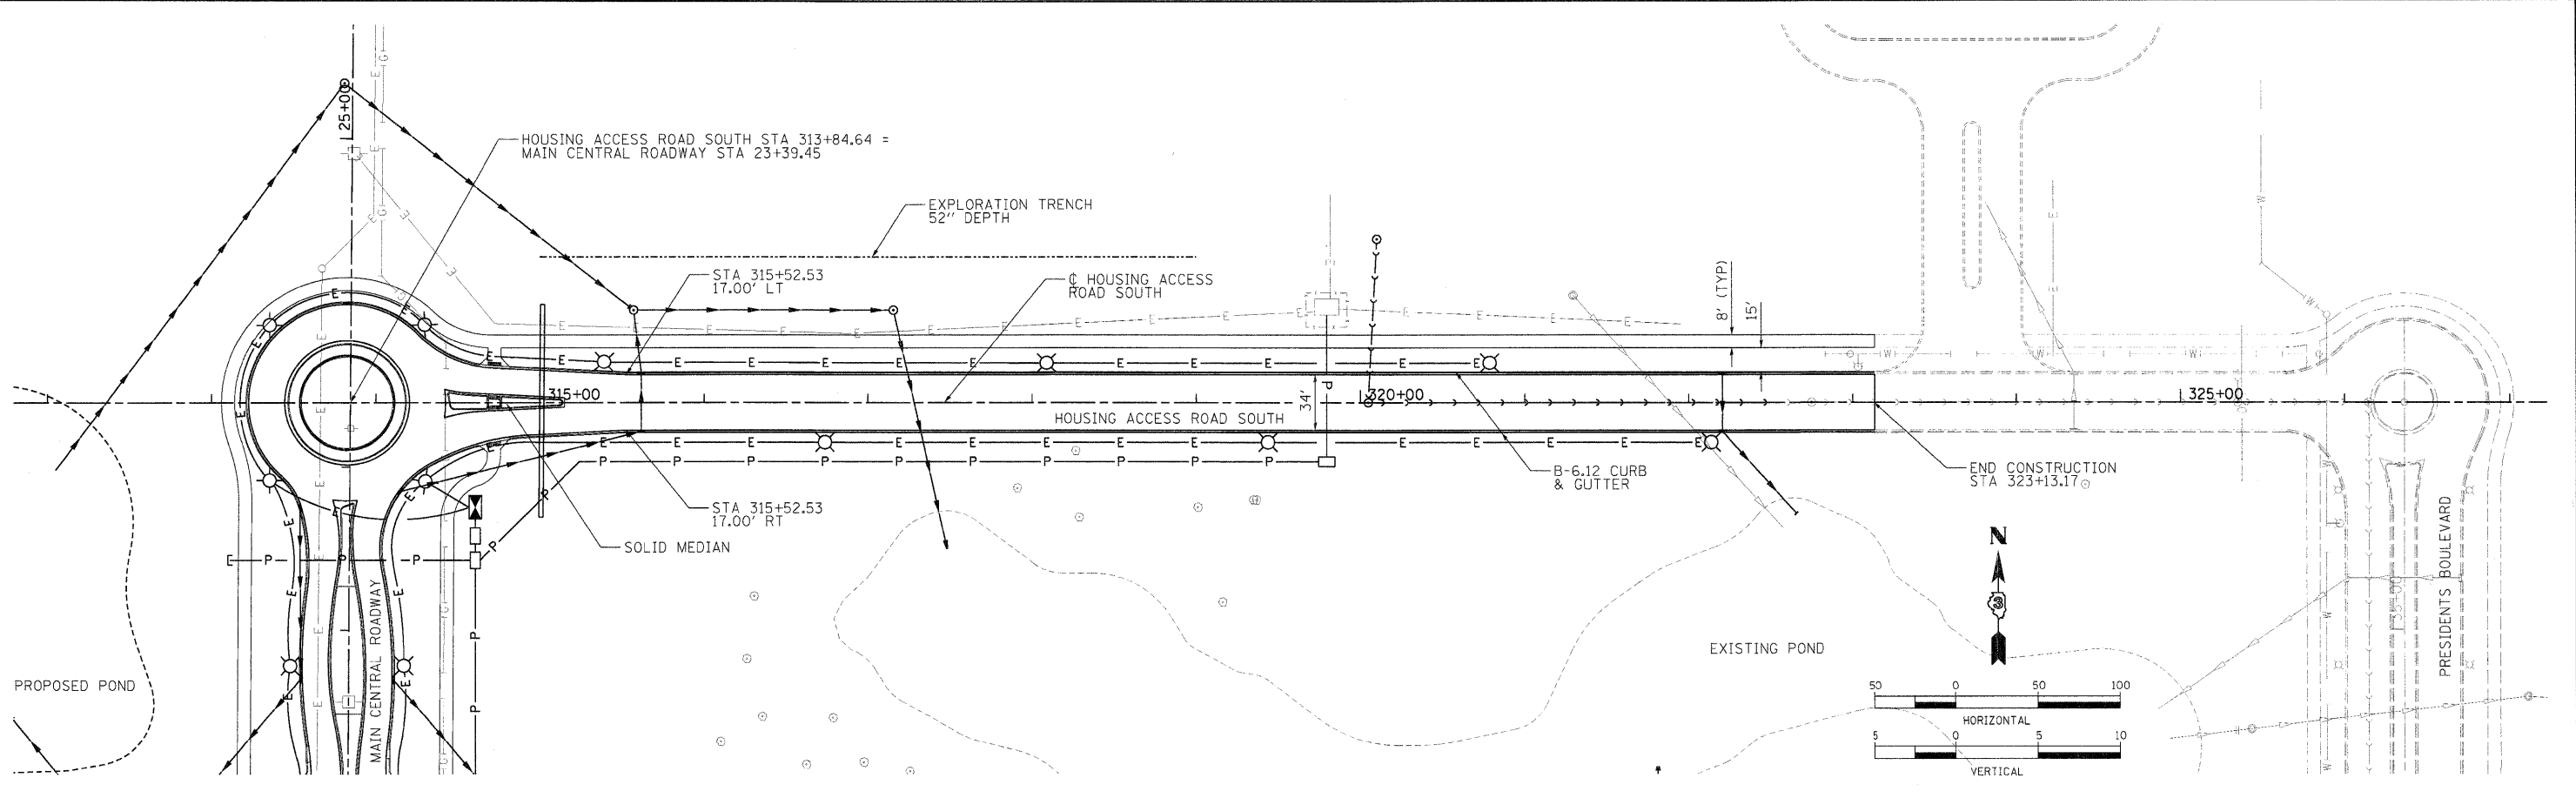 25+00
HOUSING ACCESS ROAD SOUTH STA 313+84.64 =
MAIN CENTRAL ROADWAY STA 23+39.45
EXPLORATION TRENCH
52" DEPTH
STA 315+52.53
17.00' LT
℄ HOUSING ACCESS
ROAD SOUTH
8' (TYP)
15'
315+00
34'
P
320+00
325+00
HOUSING ACCESS ROAD SOUTH
B-6.12 CURB
& GUTTER
END CONSTRUCTION
STA 323+13.17
STA 315+52.53
17.00' RT
SOLID MEDIAN
MAIN CENTRAL ROADWAY
PROPOSED POND
EXISTING POND
N
PRESIDENTS BOULEVARD
50 0 50 100
HORIZONTAL
5 0 5 10
VERTICAL